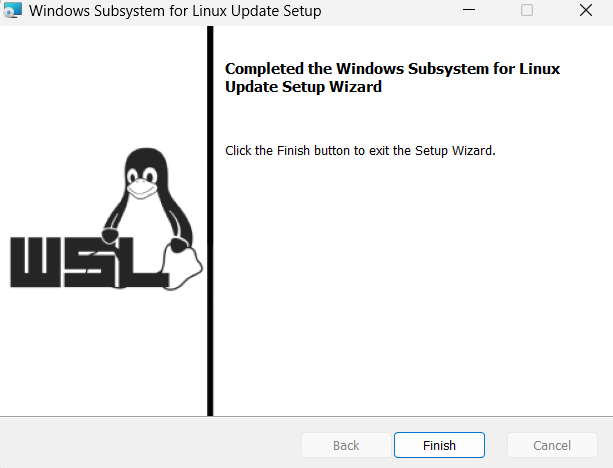 Windows Subsystem for Linux Update Setup
Completed the Windows Subsystem for Linux
Update Setup Wizard
Click the Finish button to exit the Setup Wizard.
WSL
Back
Finish
Cancel